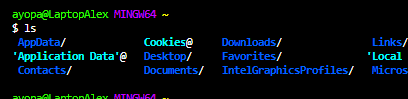 ayopa@LaptopAlex MINGW64 ~
$ ls
AppData/ Cookies@ Downloads/ Links/
'Application Data'@ Desktop/ Favorites/ 'Local
Contacts/ Documents/ IntelGraphicsProfiles/ Micros
ayopa@LaptopAlex MINGW64 ~